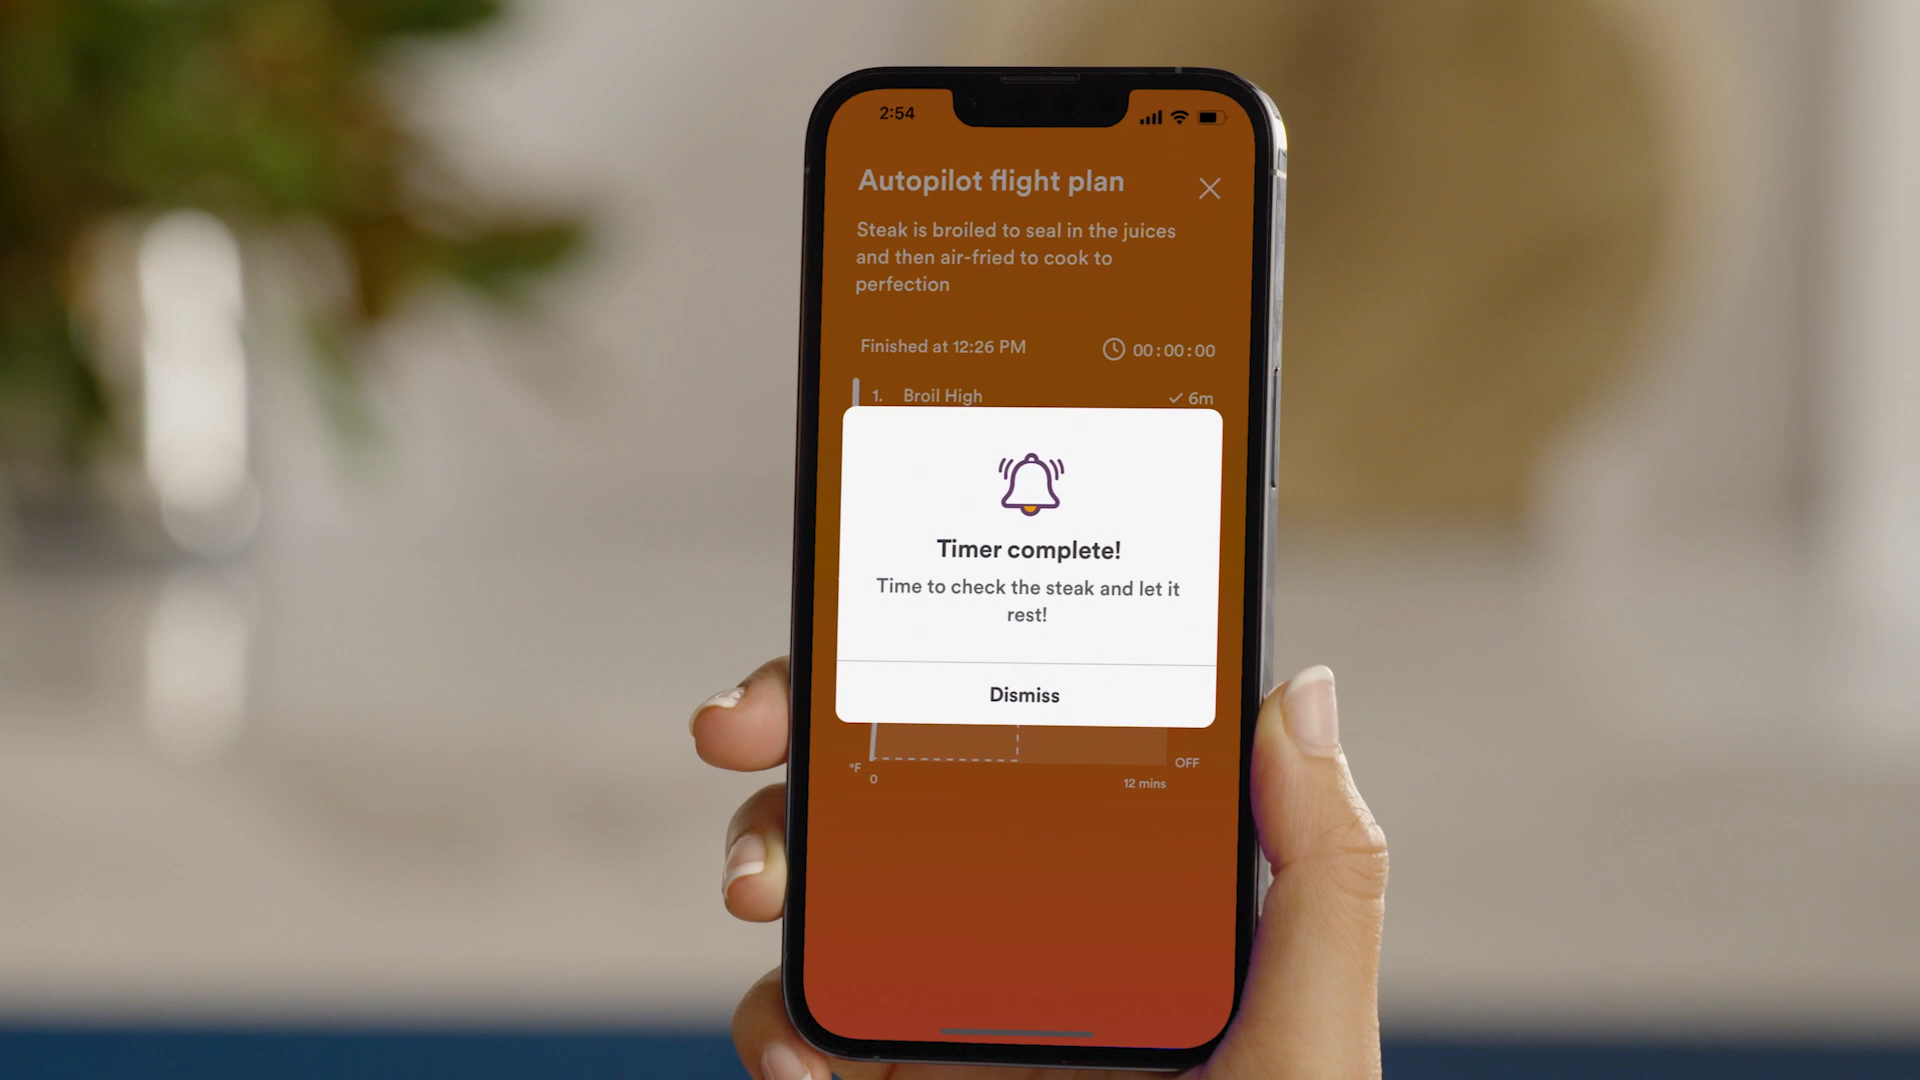 2:54
Autopilot flight plan
Steak is broiled to seal in the juices
and then air-fried to cook to
perfection
Finished at 12:26 PM 00:00:00
1. Broil High 6m
Timer complete!
Time to check the steak and let it
rest!
Dismiss
°F 0 12 mins OFF